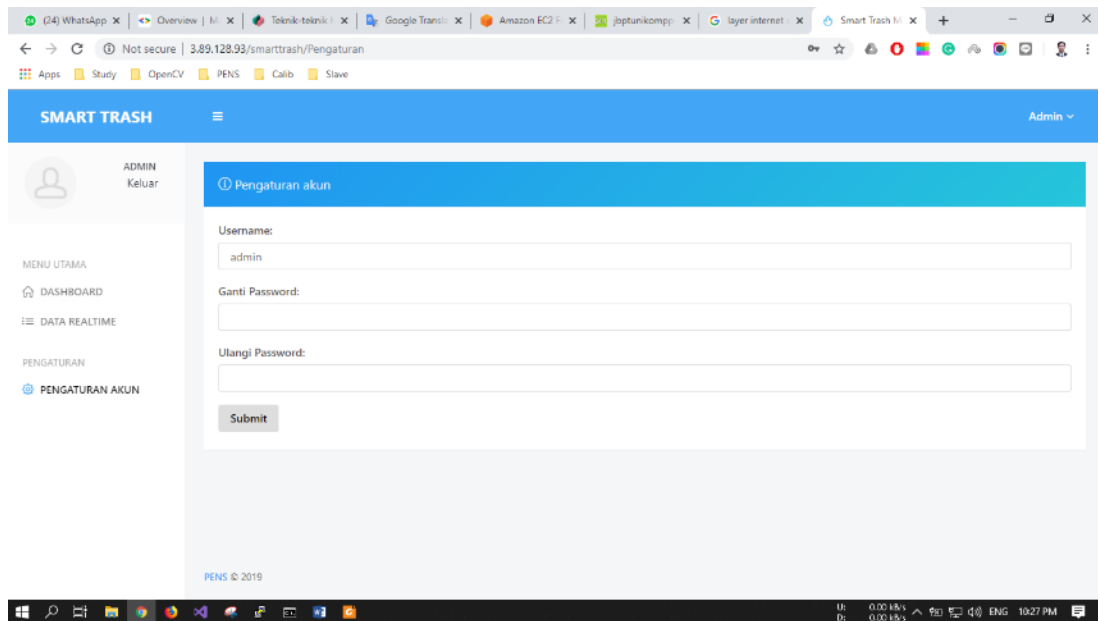 (24) WhatsApp
Overview | M
Teknik-teknik
Google Transl
Amazon EC2
joptunikompp
layer internet
Smart Trash M
Not secure | 3.89.128.93/smarttrash/Pengaturan
Apps Study OpenCV PENS Calib Slave
SMART TRASH
Admin
ADMIN
Keluar
Pengaturan akun
Username:
admin
MENU UTAMA
DASHBOARD
DATA REALTIME
PENGATURAN
PENGATURAN AKUN
Ganti Password:
Ulangi Password:
Submit
PENS © 2019
U: 0.00 kB/s
D: 0.00 kB/s
ENG 10:27 PM